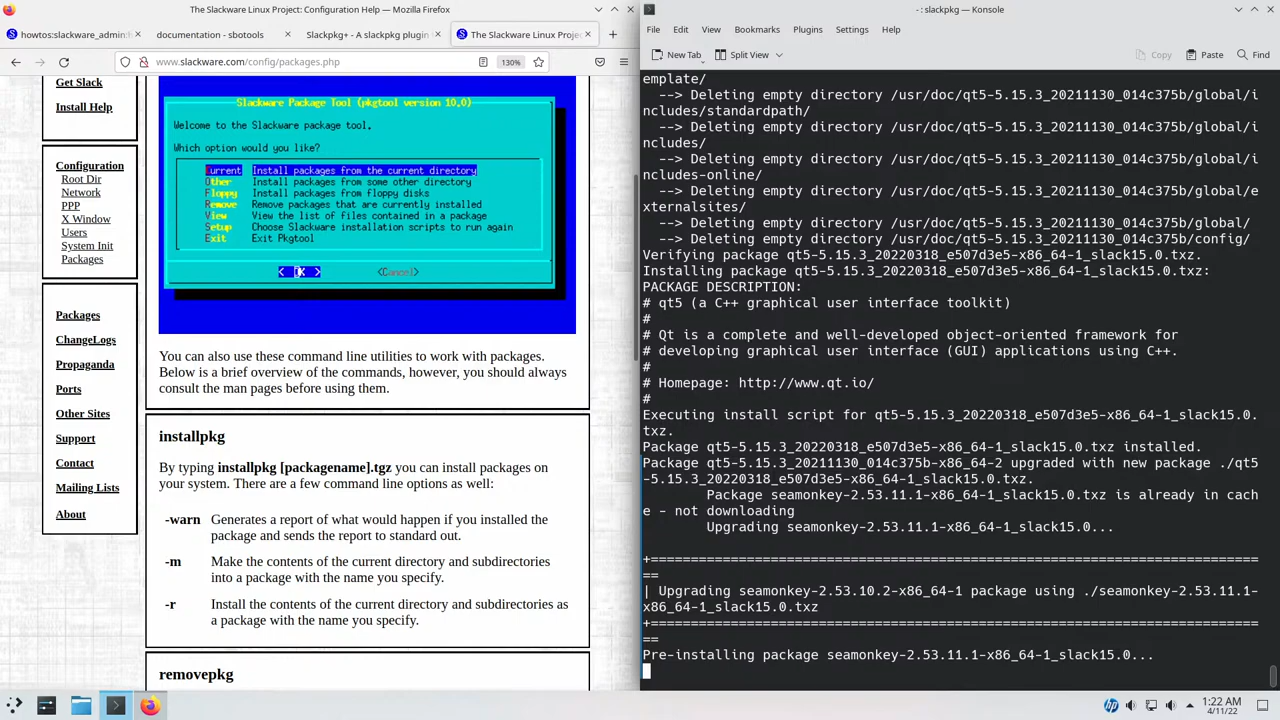 The Slackware Linux Project: Configuration Help — Mozilla Firefox
howtos:slackware_admin:h
documentation - sbotools
Slackpkg+ - A slackpkg plugin
The Slackware Linux Proje
www.slackware.com/config/packages.php
130%
Get Slack
Install Help
Configuration
Root Dir
Network
PPP
X Window
Users
System Init
Packages
Packages
ChangeLogs
Propaganda
Ports
Other Sites
Support
Contact
Mailing Lists
About
Slackware Package Tool (pkgtool version 10.0)
Welcome to the Slackware package tool.
Which option would you like?
Current Install packages from the current directory
Other Install packages from some other directory
Floppy Install packages from floppy disks
Remove Remove packages that are currently installed
View View the list of files contained in a package
Setup Choose Slackware installation scripts to run again
Exit Exit Pkgtool
< OK > <Cancel>
You can also use these command line utilities to work with packages.
Below is a brief overview of the commands, however, you should always
consult the man pages before using them.
installpkg
By typing installpkg [packagename].tgz you can install packages on
your system. There are a few command line options as well:
-warn Generates a report of what would happen if you installed the
package and sends the report to standard out.
-m Make the contents of the current directory and subdirectories
into a package with the name you specify.
-r Install the contents of the current directory and subdirectories as
a package with the name you specify.
removepkg
- : slackpkg — Konsole
File Edit View Bookmarks Plugins Settings Help
New Tab Split View Copy Paste Find
emplate/
--> Deleting empty directory /usr/doc/qt5-5.15.3_20211130_014c375b/global/i
ncludes/standardpath/
--> Deleting empty directory /usr/doc/qt5-5.15.3_20211130_014c375b/global/i
ncludes/
--> Deleting empty directory /usr/doc/qt5-5.15.3_20211130_014c375b/global/i
ncludes-online/
--> Deleting empty directory /usr/doc/qt5-5.15.3_20211130_014c375b/global/e
xternalsites/
--> Deleting empty directory /usr/doc/qt5-5.15.3_20211130_014c375b/global/
--> Deleting empty directory /usr/doc/qt5-5.15.3_20211130_014c375b/config/
Verifying package qt5-5.15.3_20220318_e507d3e5-x86_64-1_slack15.0.txz.
Installing package qt5-5.15.3_20220318_e507d3e5-x86_64-1_slack15.0.txz:
PACKAGE DESCRIPTION:
# qt5 (a C++ graphical user interface toolkit)
#
# Qt is a complete and well-developed object-oriented framework for
# developing graphical user interface (GUI) applications using C++.
#
# Homepage: http://www.qt.io/
#
Executing install script for qt5-5.15.3_20220318_e507d3e5-x86_64-1_slack15.0.
txz.
Package qt5-5.15.3_20220318_e507d3e5-x86_64-1_slack15.0.txz installed.
Package qt5-5.15.3_20211130_014c375b-x86_64-2 upgraded with new package ./qt5
-5.15.3_20220318_e507d3e5-x86_64-1_slack15.0.txz.
Package seamonkey-2.53.11.1-x86_64-1_slack15.0.txz is already in cach
e - not downloading
Upgrading seamonkey-2.53.11.1-x86_64-1_slack15.0...
+============================================================================
==
| Upgrading seamonkey-2.53.10.2-x86_64-1 package using ./seamonkey-2.53.11.1-
x86_64-1_slack15.0.txz
+============================================================================
==
Pre-installing package seamonkey-2.53.11.1-x86_64-1_slack15.0...
hp
1:22 AM
4/11/22